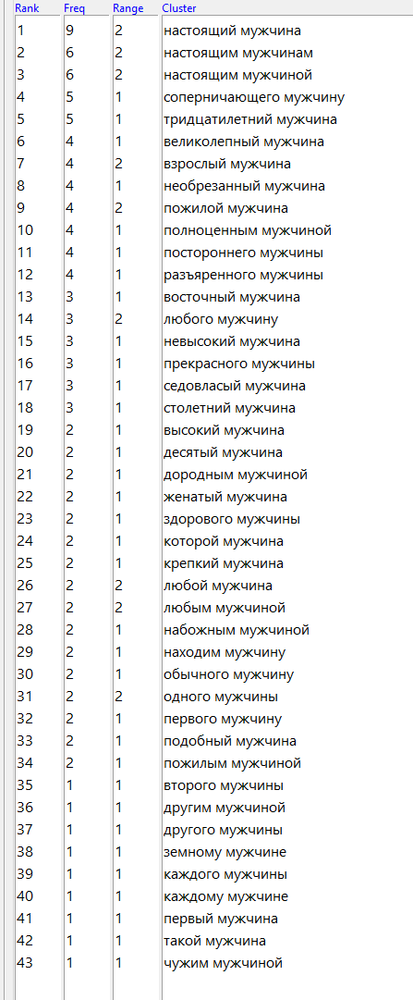 Rank Freq Range Cluster
1 9 2 настоящий мужчина
2 6 2 настоящим мужчинам
3 6 2 настоящим мужчиной
4 5 1 соперничающего мужчину
5 5 1 тридцатилетний мужчина
6 4 1 великолепный мужчина
7 4 2 взрослый мужчина
8 4 1 необрезанный мужчина
9 4 2 пожилой мужчина
10 4 1 полноценным мужчиной
11 4 1 постороннего мужчины
12 4 1 разъяренного мужчины
13 3 1 восточный мужчина
14 3 2 любого мужчину
15 3 1 невысокий мужчина
16 3 1 прекрасного мужчины
17 3 1 седовласый мужчина
18 3 1 столетний мужчина
19 2 1 высокий мужчина
20 2 1 десятый мужчина
21 2 1 дородным мужчиной
22 2 1 женатый мужчина
23 2 1 здорового мужчины
24 2 1 которой мужчина
25 2 1 крепкий мужчина
26 2 2 любой мужчина
27 2 2 любым мужчиной
28 2 1 набожным мужчиной
29 2 1 находим мужчину
30 2 1 обычного мужчину
31 2 2 одного мужчины
32 2 1 первого мужчину
33 2 1 подобный мужчина
34 2 1 пожилым мужчиной
35 1 1 второго мужчины
36 1 1 другим мужчиной
37 1 1 другого мужчины
38 1 1 земному мужчине
39 1 1 каждого мужчины
40 1 1 каждому мужчине
41 1 1 первый мужчина
42 1 1 такой мужчина
43 1 1 чужим мужчиной